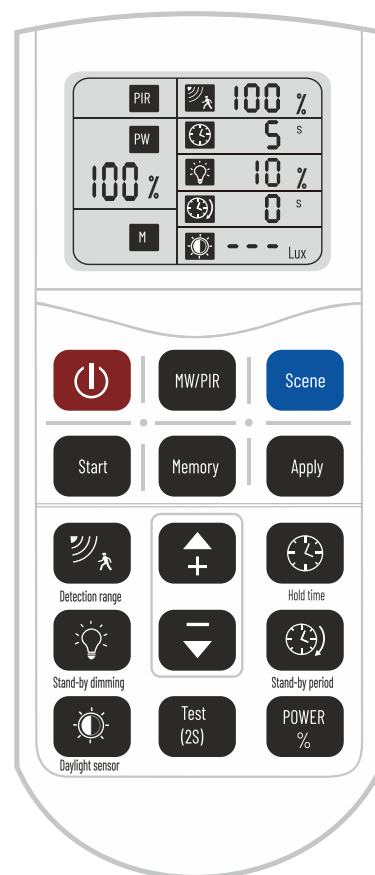 PIR
100 %
PW
5 s
100 %
10 %
0 s
M
--- Lux
MW/PIR
Scene
Start
Memory
Apply
+
Detection range
Hold time
−
Stand-by dimming
Stand-by period
Test
(2S)
POWER
%
Daylight sensor